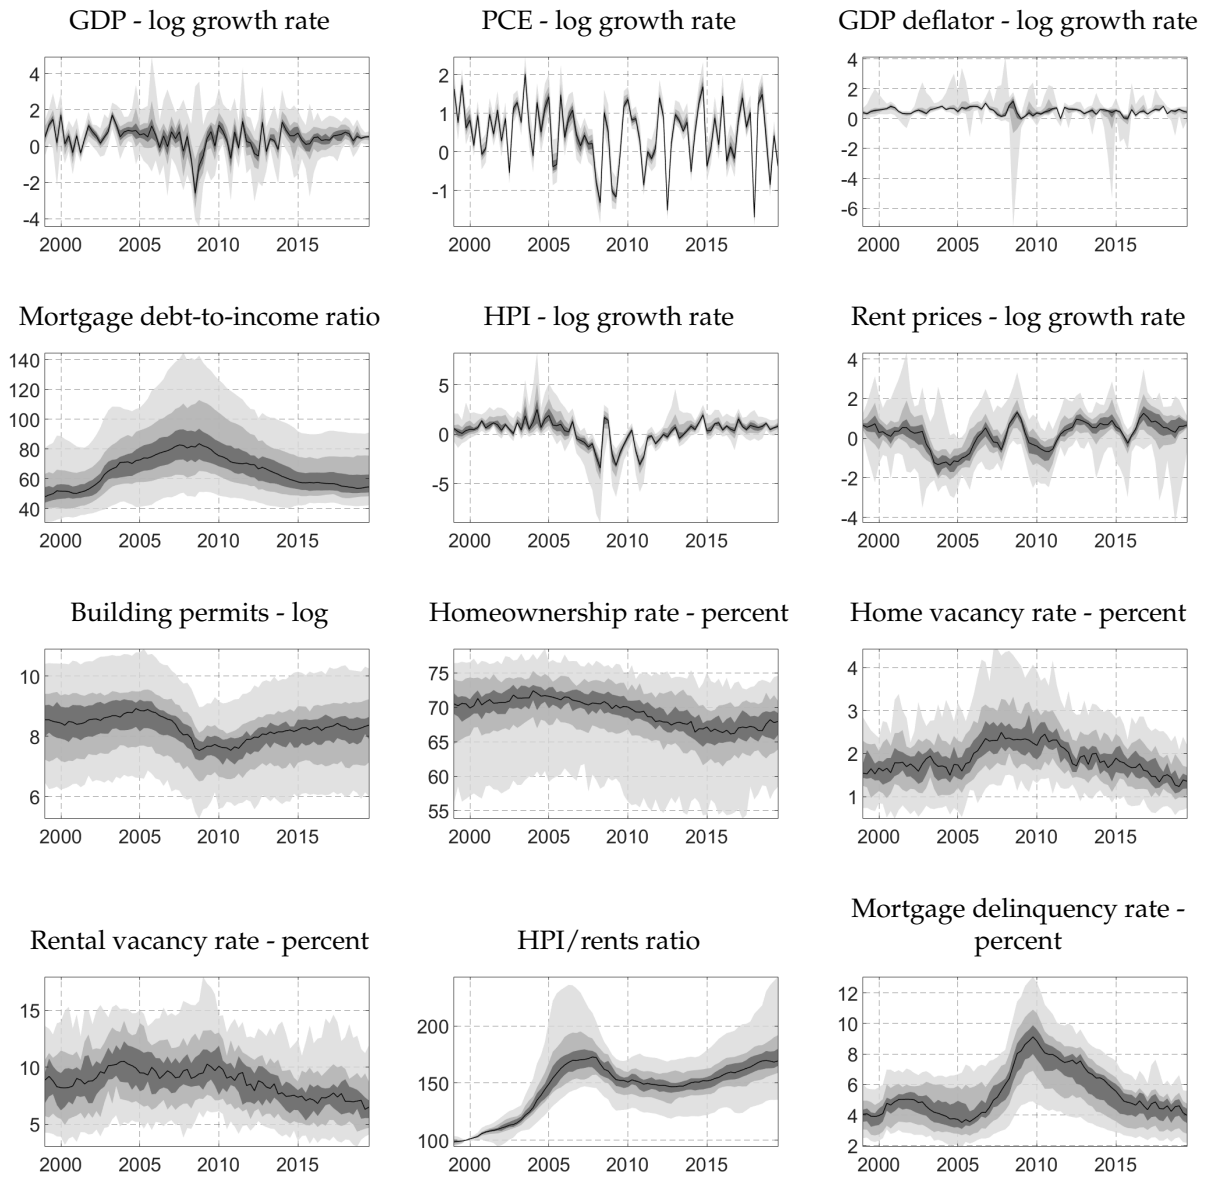 GDP - log growth rate
PCE - log growth rate
GDP deflator - log growth rate
4
2
0
-2
-4
2000 2005 2010 2015
2
1
0
-1
2000 2005 2010 2015
4
2
0
-2
-4
-6
2000 2005 2010 2015
Mortgage debt-to-income ratio
HPI - log growth rate
Rent prices - log growth rate
140
120
100
80
60
40
2000 2005 2010 2015
5
0
-5
2000 2005 2010 2015
4
2
0
-2
-4
2000 2005 2010 2015
Building permits - log
Homeownership rate - percent
Home vacancy rate - percent
10
8
6
2000 2005 2010 2015
75
70
65
60
55
2000 2005 2010 2015
4
3
2
1
2000 2005 2010 2015
Rental vacancy rate - percent
HPI/rents ratio
Mortgage delinquency rate -
percent
15
10
5
2000 2005 2010 2015
200
150
100
2000 2005 2010 2015
12
10
8
6
4
2
2000 2005 2010 2015